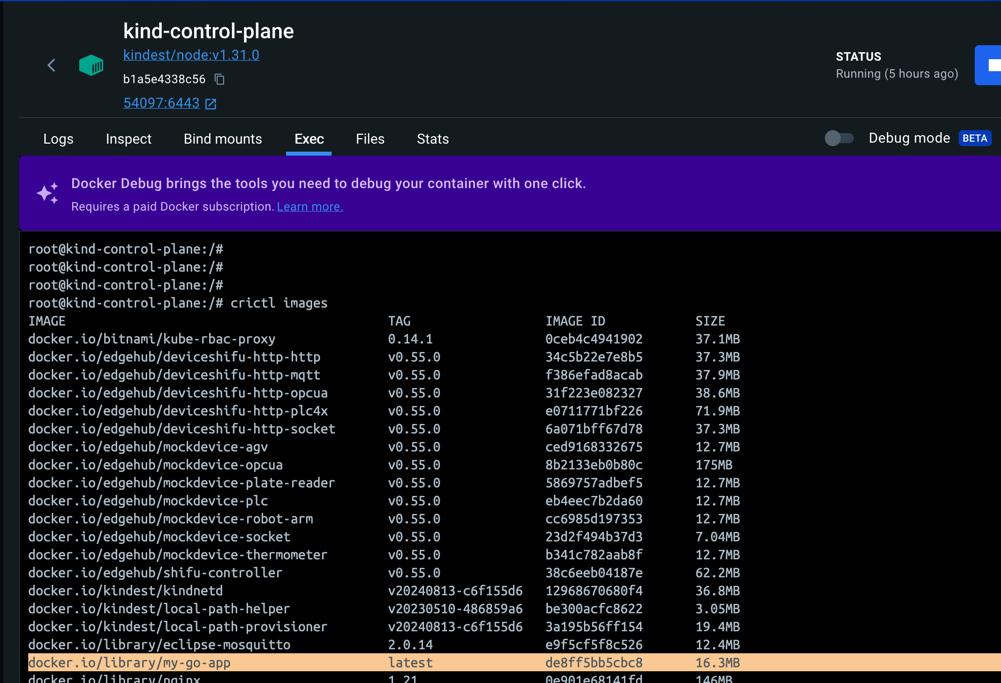 kind-control-plane
kindest/node:v1.31.0
b1a5e4338c56
54097:6443
STATUS
Running (5 hours ago)
Logs Inspect Bind mounts Exec Files Stats Debug mode BETA
Docker Debug brings the tools you need to debug your container with one click.
Requires a paid Docker subscription. Learn more.
root@kind-control-plane:/#
root@kind-control-plane:/#
root@kind-control-plane:/#
root@kind-control-plane:/# crictl images
IMAGE TAG IMAGE ID SIZE
docker.io/bitnami/kube-rbac-proxy 0.14.1 0ceb4c4941902 37.1MB
docker.io/edgehub/deviceshifu-http-http v0.55.0 34c5b22e7e8b5 37.3MB
docker.io/edgehub/deviceshifu-http-mqtt v0.55.0 f386efad8acab 37.9MB
docker.io/edgehub/deviceshifu-http-opcua v0.55.0 31f223e082327 38.6MB
docker.io/edgehub/deviceshifu-http-plc4x v0.55.0 e0711771bf226 71.9MB
docker.io/edgehub/deviceshifu-http-socket v0.55.0 6a071bff67d78 37.3MB
docker.io/edgehub/mockdevice-agv v0.55.0 ced9168332675 12.7MB
docker.io/edgehub/mockdevice-opcua v0.55.0 8b2133eb0b80c 175MB
docker.io/edgehub/mockdevice-plate-reader v0.55.0 5869757adbef5 12.7MB
docker.io/edgehub/mockdevice-plc v0.55.0 eb4eec7b2da60 12.7MB
docker.io/edgehub/mockdevice-robot-arm v0.55.0 cc6985d197353 12.7MB
docker.io/edgehub/mockdevice-socket v0.55.0 23d2f494b37d3 7.04MB
docker.io/edgehub/mockdevice-thermometer v0.55.0 b341c782aab8f 12.7MB
docker.io/edgehub/shifu-controller v0.55.0 38c6eeb04187e 62.2MB
docker.io/kindest/kindnetd v20240813-c6f155d6 12968670680f4 36.8MB
docker.io/kindest/local-path-helper v20230510-486859a6 be300acfc8622 3.05MB
docker.io/kindest/local-path-provisioner v20240813-c6f155d6 3a195b56ff154 19.4MB
docker.io/library/eclipse-mosquitto 2.0.14 e9f5cf5f8c526 12.4MB
docker.io/library/my-go-app latest de8ff5bb5cbc8 16.3MB
docker.io/library/nginx 1.21 0e901e68141fd 146MB